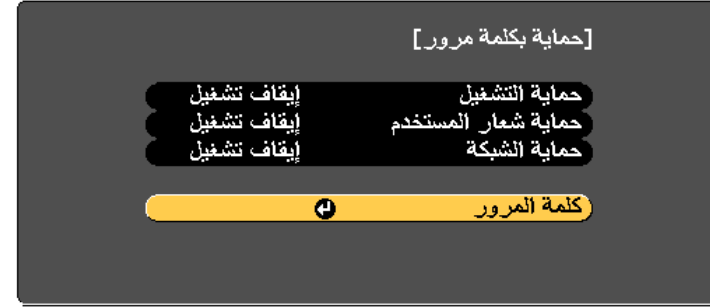 [حماية بكلمة مرور]
حماية التشغيل إيقاف تشغيل
حماية شعار المستخدم إيقاف تشغيل
حماية الشبكة إيقاف تشغيل
كلمة المرور